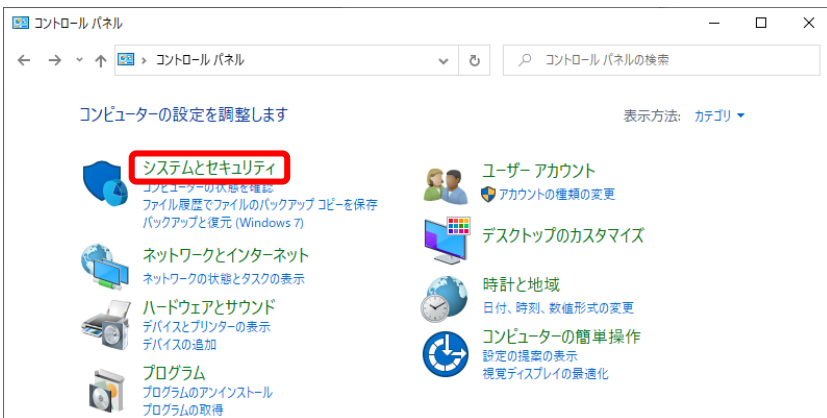 コントロール パネル
コントロール パネル
コントロール パネルの検索
コンピューターの設定を調整します
表示方法: カテゴリ
システムとセキュリティ
コンピューターの状態を確認
ファイル履歴でファイルのバックアップ コピーを保存
バックアップと復元 (Windows 7)
ネットワークとインターネット
ネットワークの状態とタスクの表示
ハードウェアとサウンド
デバイスとプリンターの表示
デバイスの追加
プログラム
プログラムのアンインストール
プログラムの取得
ユーザー アカウント
アカウントの種類の変更
デスクトップのカスタマイズ
時計と地域
日付、時刻、数値形式の変更
コンピューターの簡単操作
設定の提案の表示
視覚ディスプレイの最適化